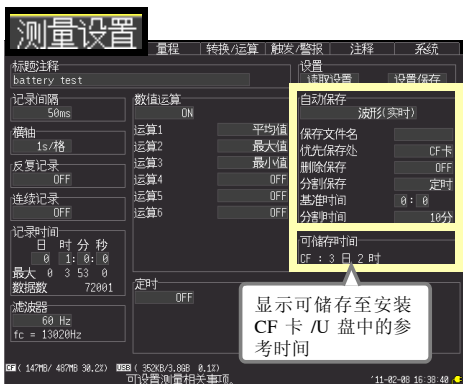 测量设置
量程 转换/运算 触发/警报 注释 系统
标题注释
battery test
设置
读取设置 设置保存
记录间隔
50ms
横轴
1s/格
反复记录
OFF
连续记录
OFF
记录时间
日 时 分 秒
0 1: 0: 0
最大 0 3 53 0
数据数 72001
滤波器
60 Hz
fc = 13020Hz
数值运算
ON
运算1 平均值
运算2 最大值
运算3 最小值
运算4 OFF
运算5 OFF
运算6 OFF
定时
OFF
自动保存
波形(实时)
保存文件名
优先保存处 CF卡
删除保存 OFF
分割保存 定时
基准时间 0: 0
分割时间 10分
可储存时间
CF : 3 日 2 时
显示可储存至安装
CF 卡 /U 盘中的参
考时间
CF ( 147MB/ 487MB 30.2%) USB ( 352KB/3.8GB 0.1%)
可设置测量相关事项。 '11-02-08 16:38:40